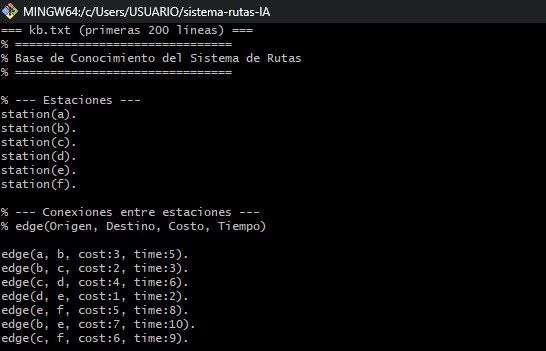 MINGW64:/c/Users/USUARIO/sistema-rutas-IA
=== kb.txt (primeras 200 líneas) ===
% ==============================
% Base de Conocimiento del Sistema de Rutas
% ==============================
% --- Estaciones ---
station(a).
station(b).
station(c).
station(d).
station(e).
station(f).
% --- Conexiones entre estaciones ---
% edge(Origen, Destino, Costo, Tiempo)
edge(a, b, cost:3, time:5).
edge(b, c, cost:2, time:3).
edge(c, d, cost:4, time:6).
edge(d, e, cost:1, time:2).
edge(e, f, cost:5, time:8).
edge(b, e, cost:7, time:10).
edge(c, f, cost:6, time:9).